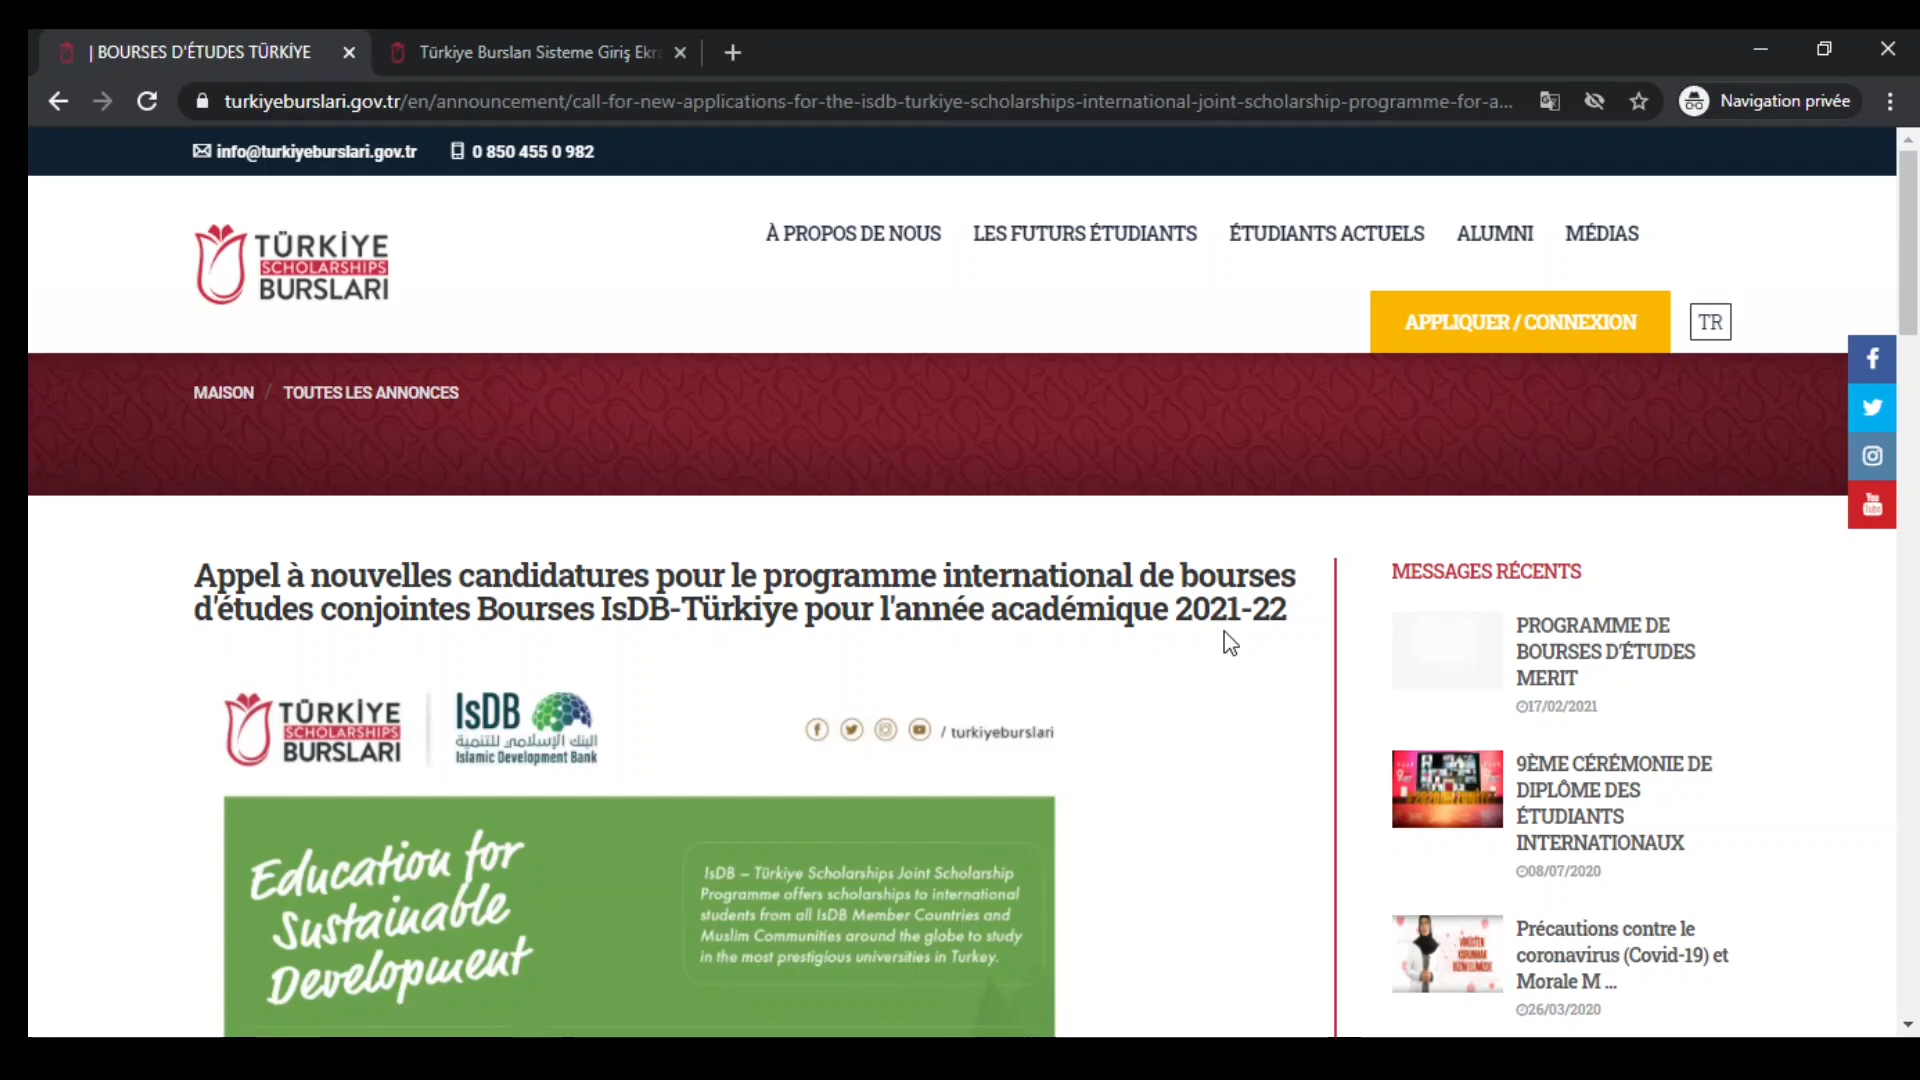 | BOURSES D'ÉTUDES TÜRKİYE
Türkiye Bursları Sisteme Giriş Ekra
turkiyeburslari.gov.tr/en/announcement/call-for-new-applications-for-the-isdb-turkiye-scholarships-international-joint-scholarship-programme-for-a...
Navigation privée
info@turkiyeburslari.gov.tr
0 850 455 0 982
TÜRKİYE
SCHOLARSHIPS
BURSLARI
À PROPOS DE NOUS
LES FUTURS ÉTUDIANTS
ÉTUDIANTS ACTUELS
ALUMNI
MÉDIAS
APPLIQUER / CONNEXION
TR
MAISON / TOUTES LES ANNONCES
Appel à nouvelles candidatures pour le programme international de bourses
d'études conjointes Bourses IsDB-Türkiye pour l'année académique 2021-22
TÜRKİYE
SCHOLARSHIPS
BURSLARI
IsDB
البنك الإسلامي للتنمية
Islamic Development Bank
/ turkiyeburslari
Education for
Sustainable
Development
IsDB – Türkiye Scholarships Joint Scholarship
Programme offers scholarships to international
students from all IsDB Member Countries and
Muslim Communities around the globe to study
in the most prestigious universities in Turkey.
MESSAGES RÉCENTS
PROGRAMME DE
BOURSES D'ÉTUDES
MERIT
17/02/2021
9ÈME CÉRÉMONIE DE
DIPLÔME DES
ÉTUDIANTS
INTERNATIONAUX
08/07/2020
Précautions contre le
coronavirus (Covid-19) et
Morale M ...
26/03/2020
You